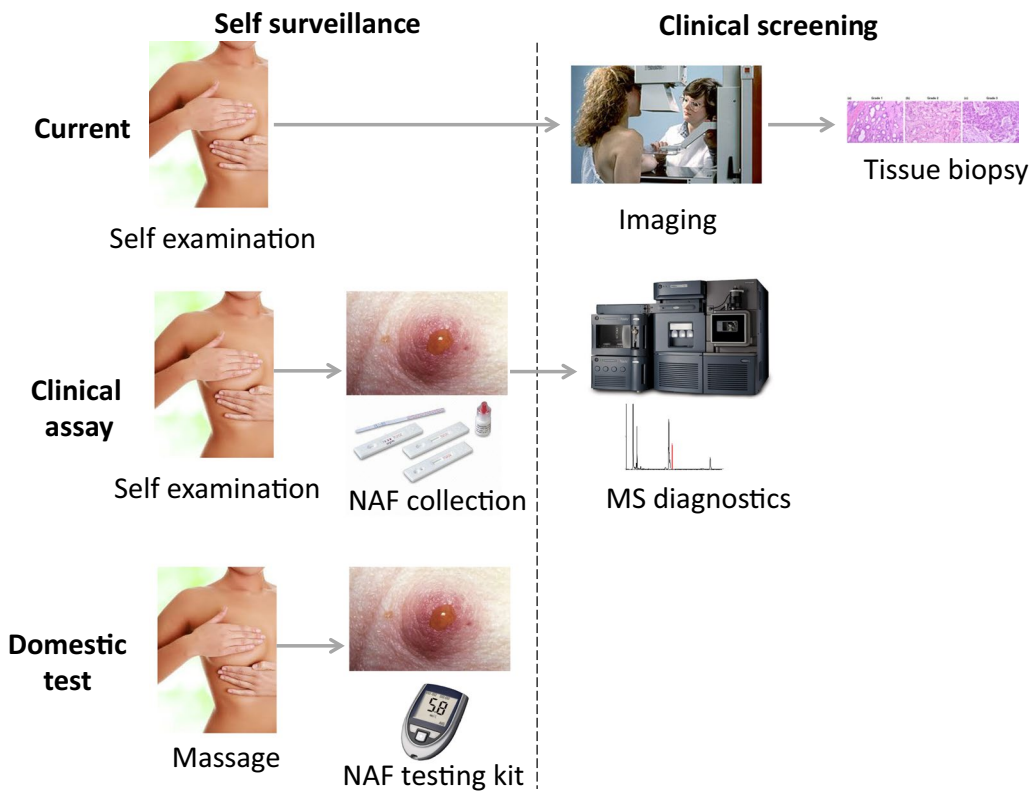 Self surveillance
Clinical screening
Current
Self examination
Imaging
Tissue biopsy
Clinical
assay
Self examination
NAF collection
MS diagnostics
Domestic
test
Massage
5.8
NAF testing kit